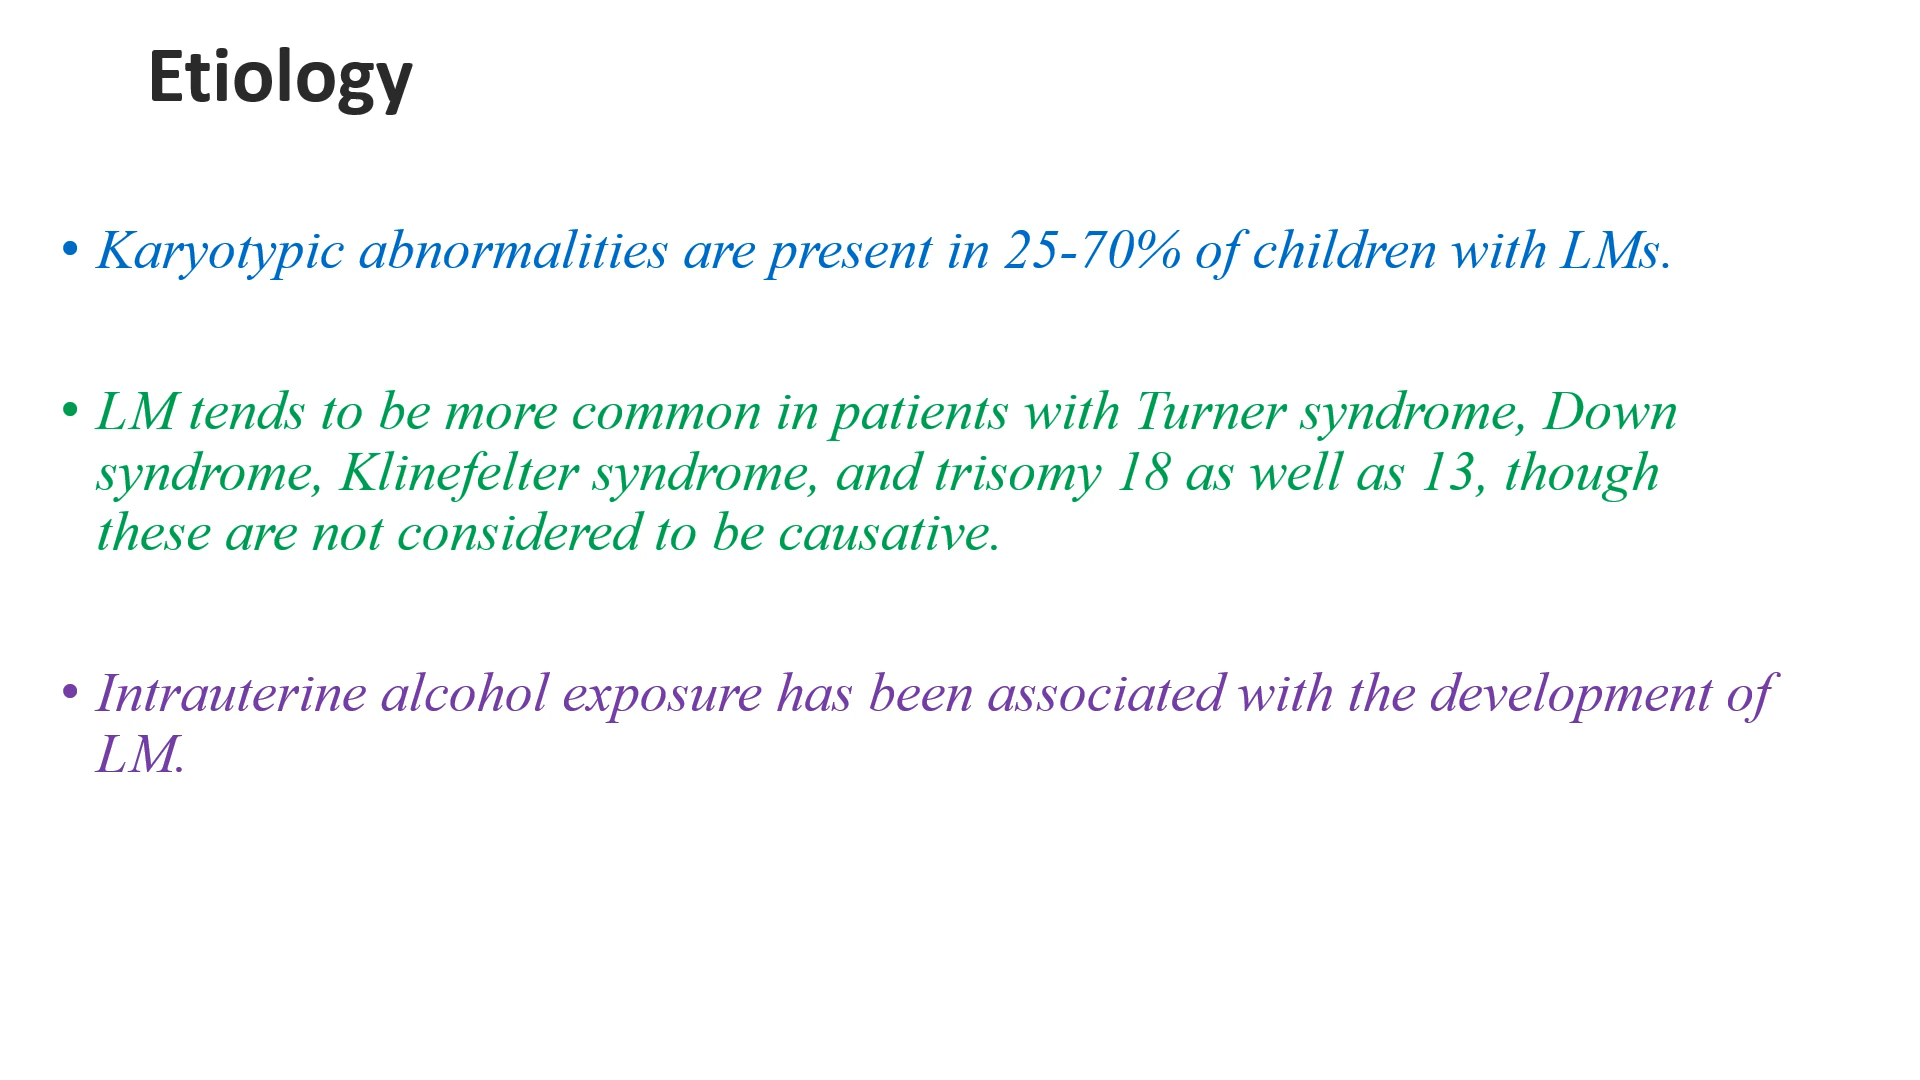 Etiology
• Karyotypic abnormalities are present in 25-70% of children with LMs.
• LM tends to be more common in patients with Turner syndrome, Down
syndrome, Klinefelter syndrome, and trisomy 18 as well as 13, though
these are not considered to be causative.
• Intrauterine alcohol exposure has been associated with the development of
LM.